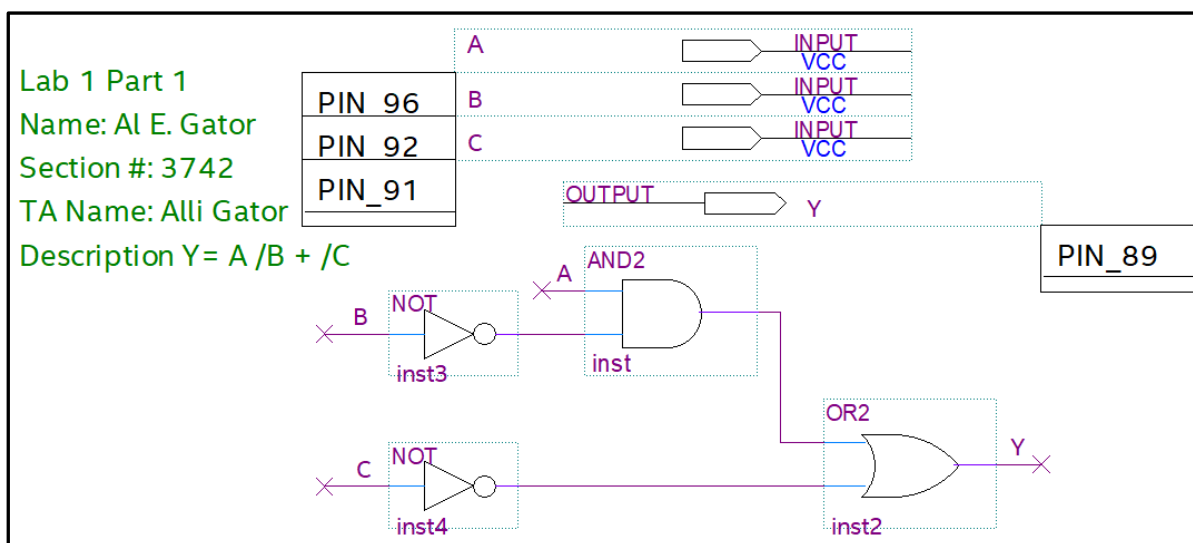 Lab 1 Part 1
Name: Al E. Gator
Section #: 3742
TA Name: Alli Gator
Description Y= A /B + /C
PIN_96
PIN_92
PIN_91
A
INPUT
VCC
B
INPUT
VCC
C
INPUT
VCC
OUTPUT
Y
PIN_89
A
AND2
inst
B
NOT
inst3
C
NOT
inst4
OR2
inst2
Y